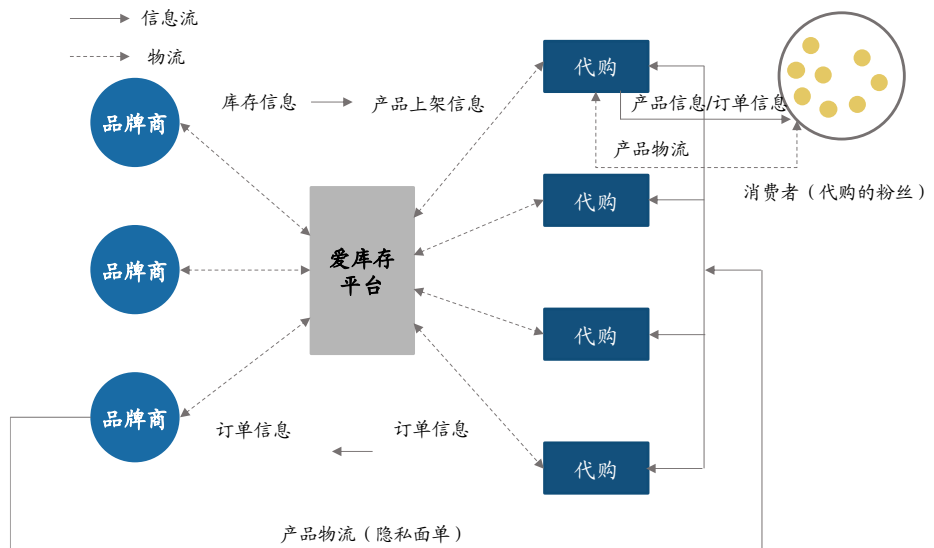 信息流
物流
库存信息
产品上架信息
代购
产品信息/订单信息
品牌商
产品物流
消费者（代购的粉丝）
代购
品牌商
爱库存
平台
代购
品牌商
订单信息
订单信息
代购
产品物流（隐私面单）